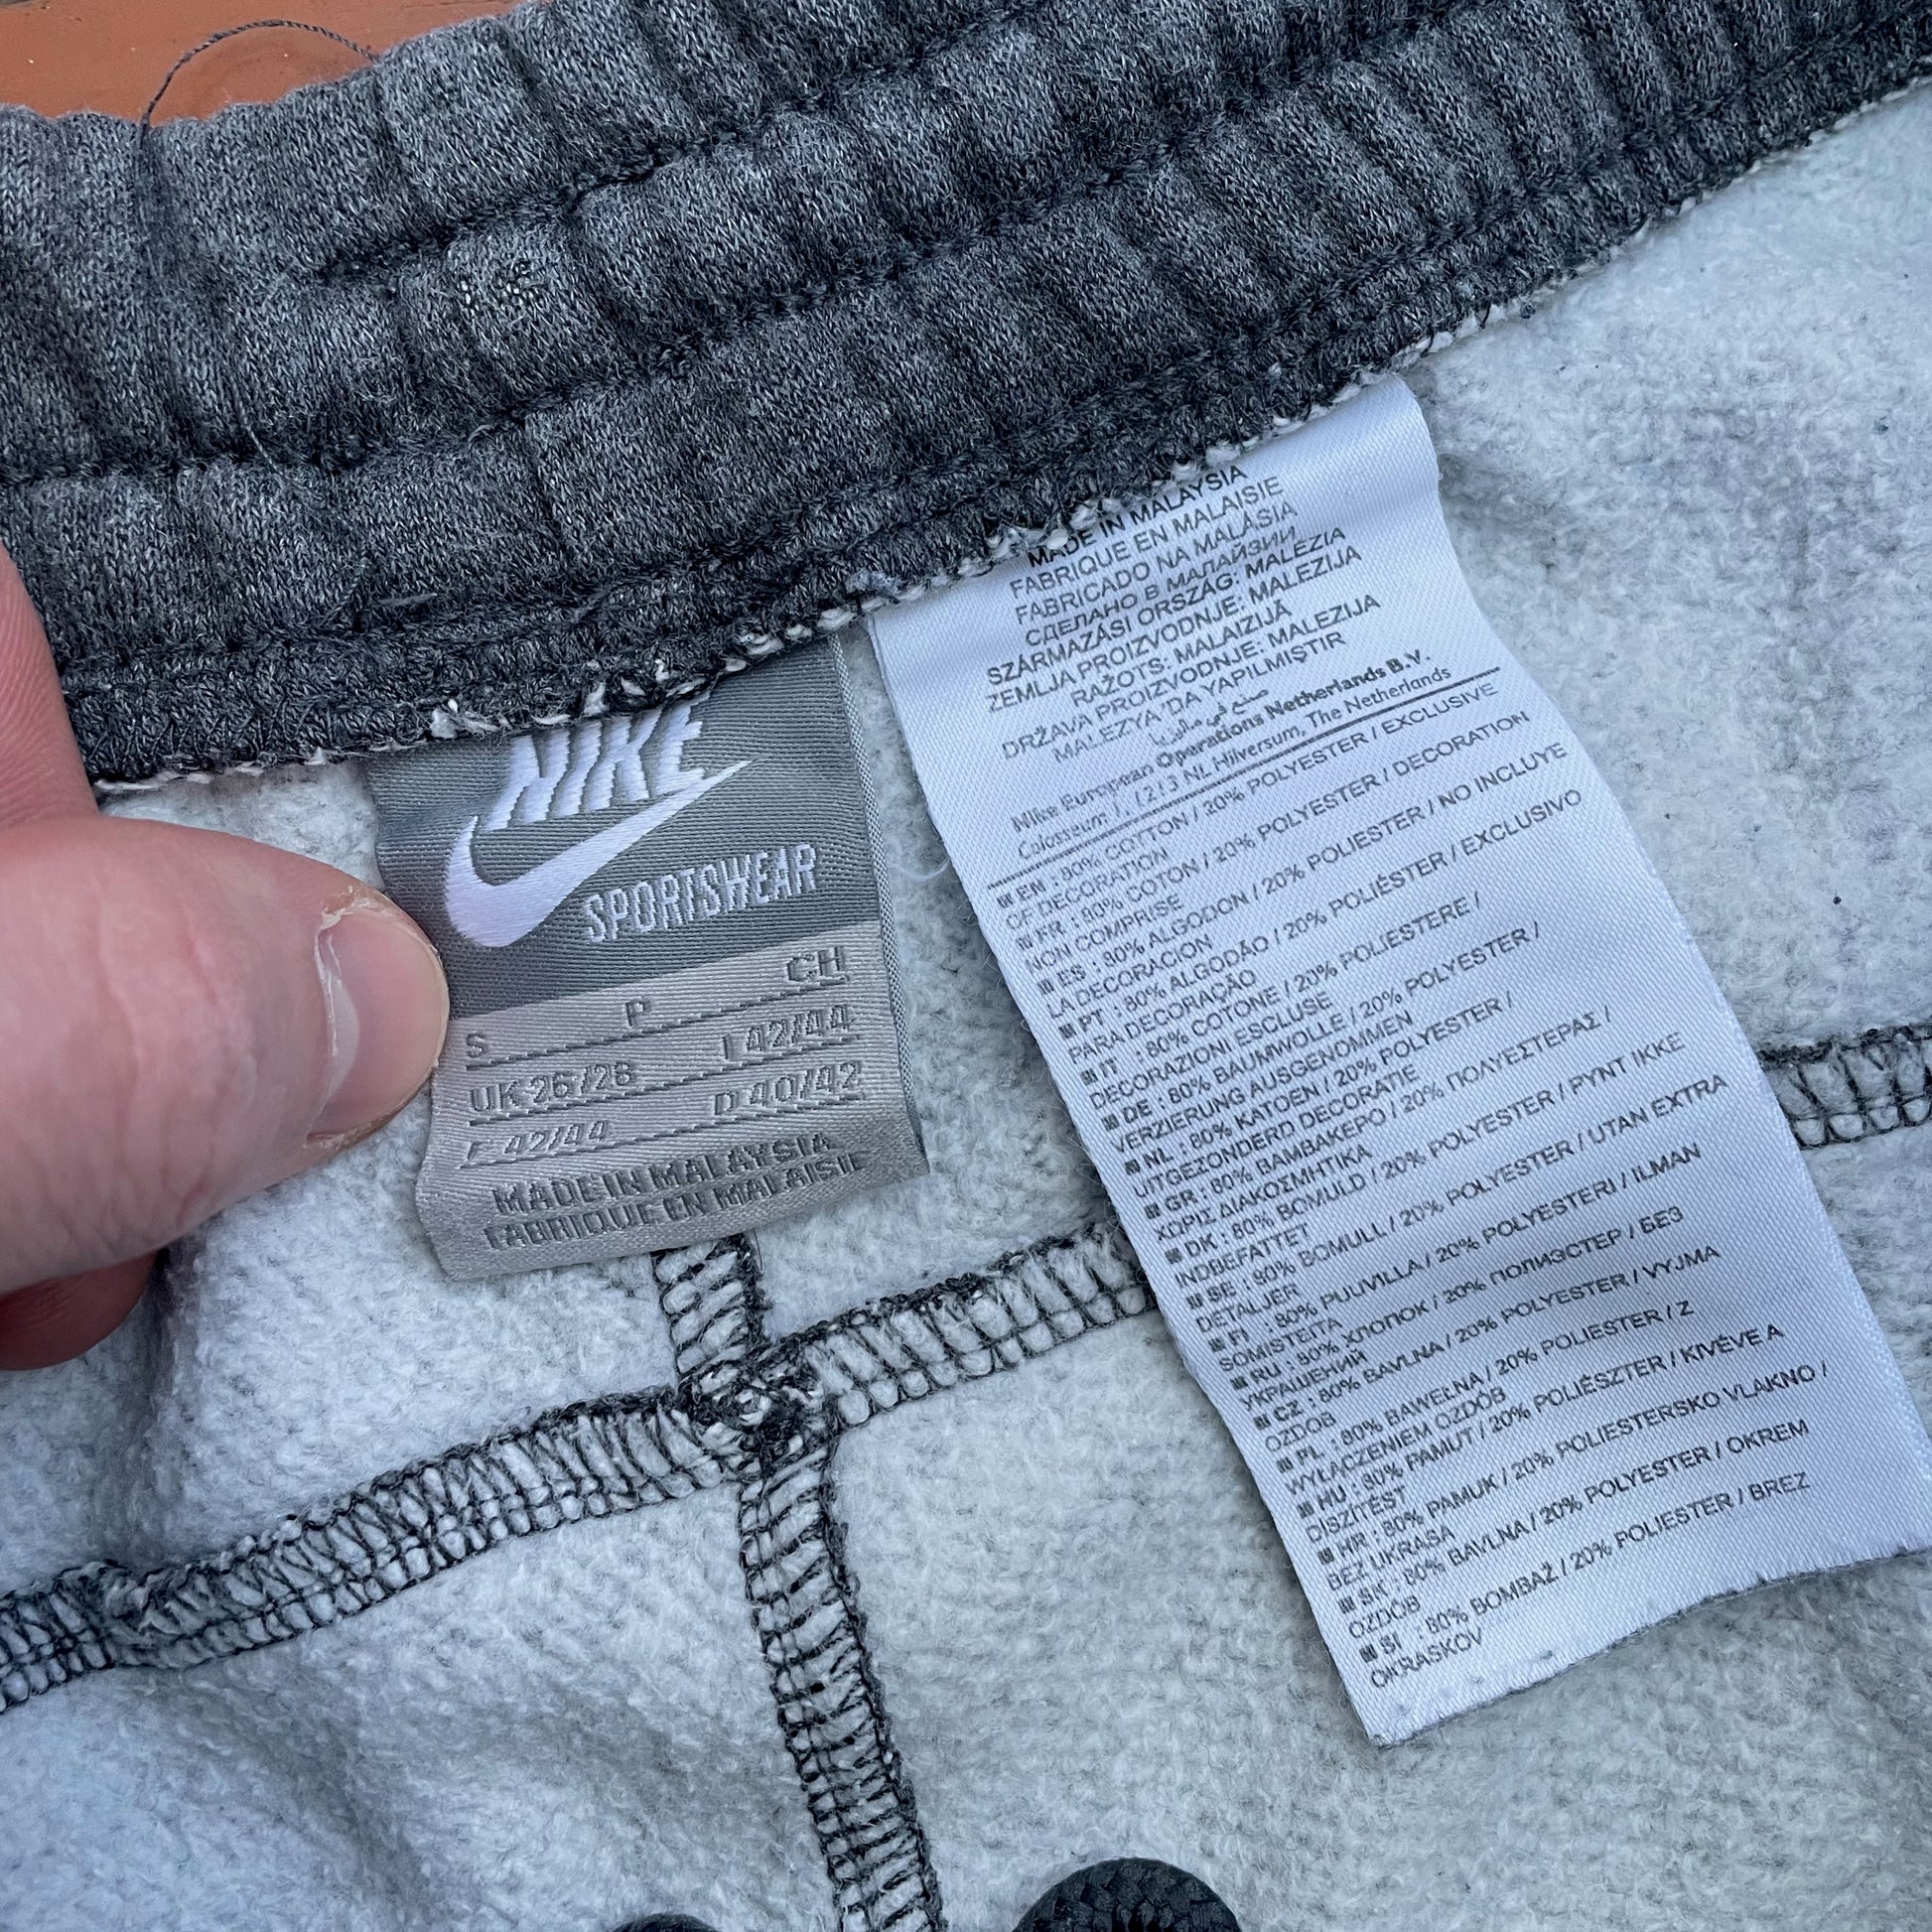 NIKE
SPORTSWEAR
S P CH
UK 26/28 I 42/44
F 42/44 D 40/42
MADE IN MALAYSIA
FABRIQUE EN MALAISIE
MADE IN MALAYSIA
FABRIQUE EN MALAISIE
FABRICADO NA MALÁSIA
СДЕЛАНО В МАЛАЙЗИИ
SZÁRMAZÁSI ORSZÁG: MALÉZIA
ZEMLJA PROIZVODNJE: MALEZIJA
RAŽOTS: MALAIZIJĀ
DRŽAVA PROIZVODNJE: MALEZIJA
MALEZYA'DA YAPILMIŞTIR
صنع في ماليزيا
Nike European Operations Netherlands B.V.
Colosseum 1, 1213 NL Hilversum, The Netherlands
EN : 80% COTTON / 20% POLYESTER / EXCLUSIVE
OF DECORATION
FR : 80% COTON / 20% POLYESTER / DECORATION
NON COMPRISE
ES : 80% ALGODON / 20% POLIESTER / NO INCLUYE
LA DECORACION
PT : 80% ALGODÃO / 20% POLIÉSTER / EXCLUSIVO
PARA DECORAÇÃO
IT : 80% COTONE / 20% POLIESTERE /
DECORAZIONI ESCLUSE
DE : 80% BAUMWOLLE / 20% POLYESTER /
VERZIERUNG AUSGENOMMEN
NL : 80% KATOEN / 20% POLYESTER /
UITGEZONDERD DECORATIE
GR : 80% ΒΑΜΒΑΚΕΡΟ / 20% ΠΟΛΥΕΣΤΕΡΑΣ /
ΧΩΡΙΣ ΔΙΑΚΟΣΜΗΤΙΚΑ
DK : 80% BOMULD / 20% POLYESTER / PYNT IKKE
INDBEFATTET
SE : 80% BOMULL / 20% POLYESTER / UTAN EXTRA
DETALJER
FI : 80% PUUVILLA / 20% POLYESTERI / ILMAN
SOMISTEITA
RU : 80% ХЛОПОК / 20% ПОЛИЭСТЕР / БЕЗ
УКРАШЕНИЙ
CZ : 80% BAVLNA / 20% POLYESTER / VYJMA
OZDOB
PL : 80% BAWEŁNA / 20% POLIESTER / Z
WYŁĄCZENIEM OZDÓB
HU : 80% PAMUT / 20% POLIÉSZTER / KIVÉVE A
DISZÍTÉST
HR : 80% PAMUK / 20% POLIESTERSKO VLAKNO /
BEZ UKRASA
SK : 80% BAVLNA / 20% POLYESTER / OKREM
OZDÔB
SI : 80% BOMBAŽ / 20% POLIESTER / BREZ
OKRASKOV